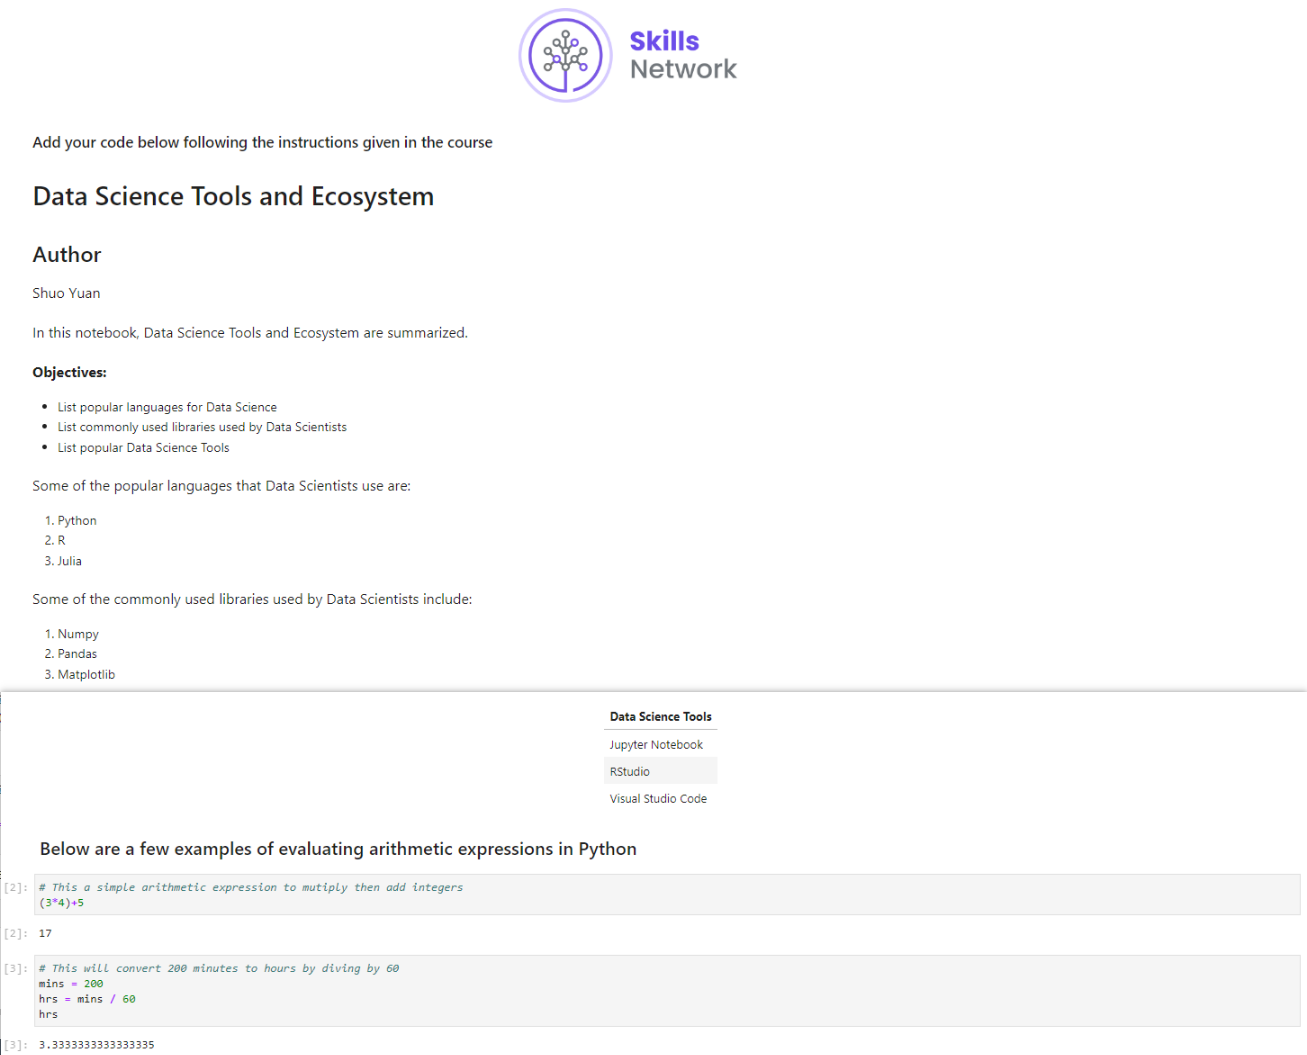 Skills
Network
Add your code below following the instructions given in the course
Data Science Tools and Ecosystem
Author
Shuo Yuan
In this notebook, Data Science Tools and Ecosystem are summarized.
Objectives:
• List popular languages for Data Science
• List commonly used libraries used by Data Scientists
• List popular Data Science Tools
Some of the popular languages that Data Scientists use are:
1. Python
2. R
3. Julia
Some of the commonly used libraries used by Data Scientists include:
1. Numpy
2. Pandas
3. Matplotlib
Data Science Tools
Jupyter Notebook
RStudio
Visual Studio Code
Below are a few examples of evaluating arithmetic expressions in Python
[2]: # This a simple arithmetic expression to mutiply then add integers
(3*4)+5
[2]: 17
[3]: # This will convert 200 minutes to hours by diving by 60
mins = 200
hrs = mins / 60
hrs
[3]: 3.3333333333333335